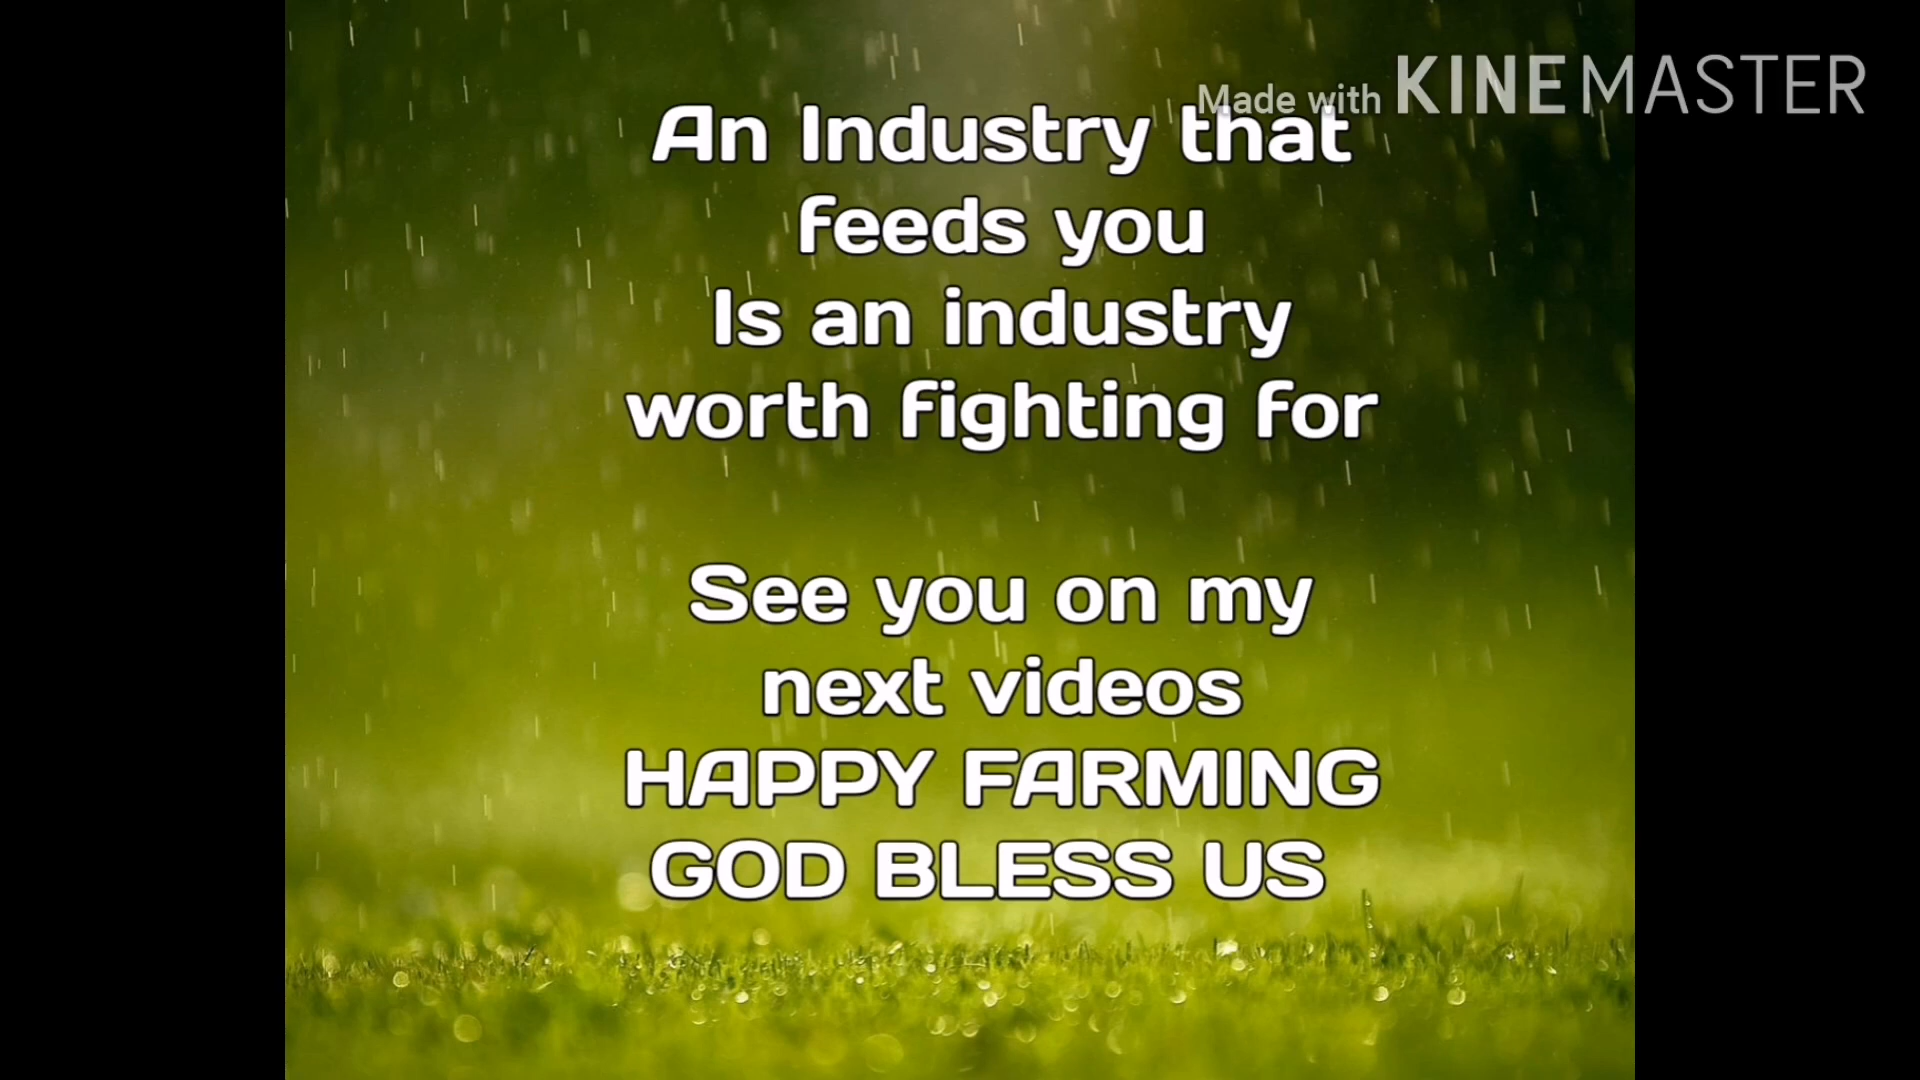 Made with KINEMASTER
An Industry that
feeds you
Is an industry
worth fighting for
See you on my
next videos
HAPPY FARMING
GOD BLESS US